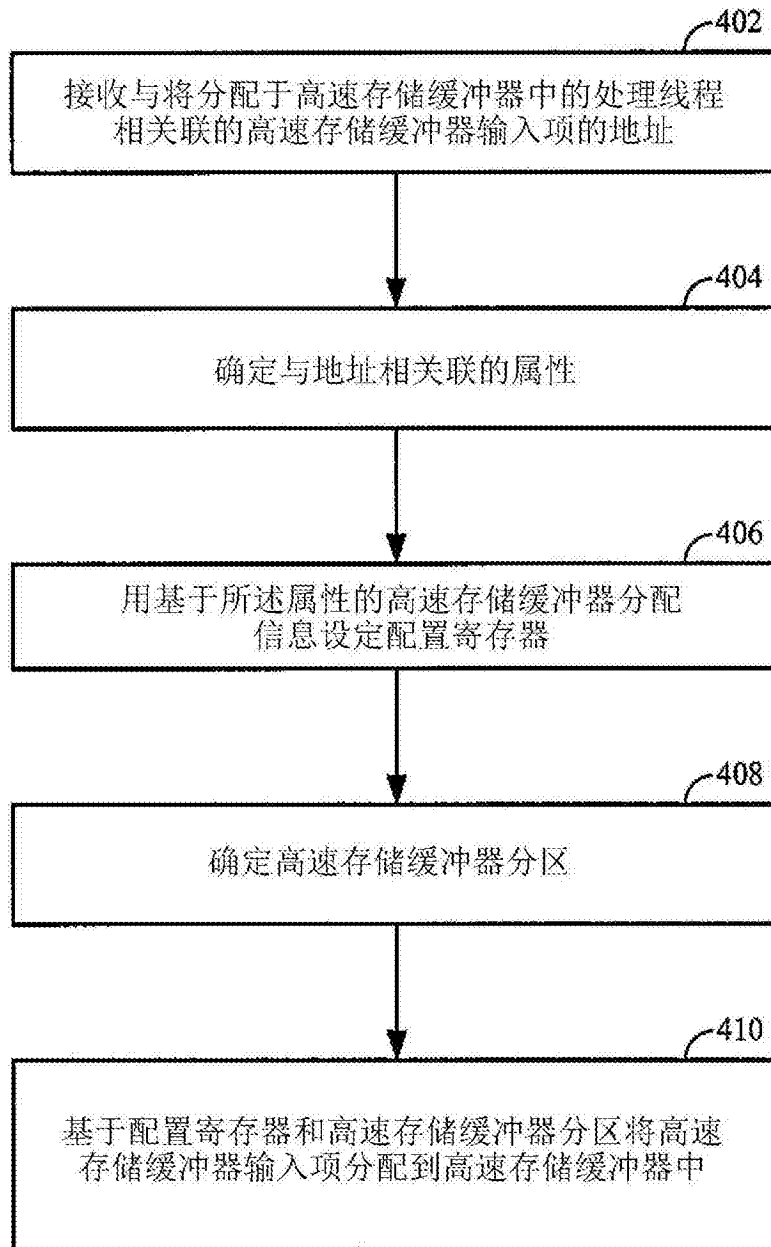 402
接收与将分配于高速存储缓冲器中的处理线程
相关联的高速存储缓冲器输入项的地址
404
确定与地址相关联的属性
406
用基于所述属性的高速存储缓冲器分配
信息设定配置寄存器
408
确定高速存储缓冲器分区
410
基于配置寄存器和高速存储缓冲器分区将高速
存储缓冲器输入项分配到高速存储缓冲器中